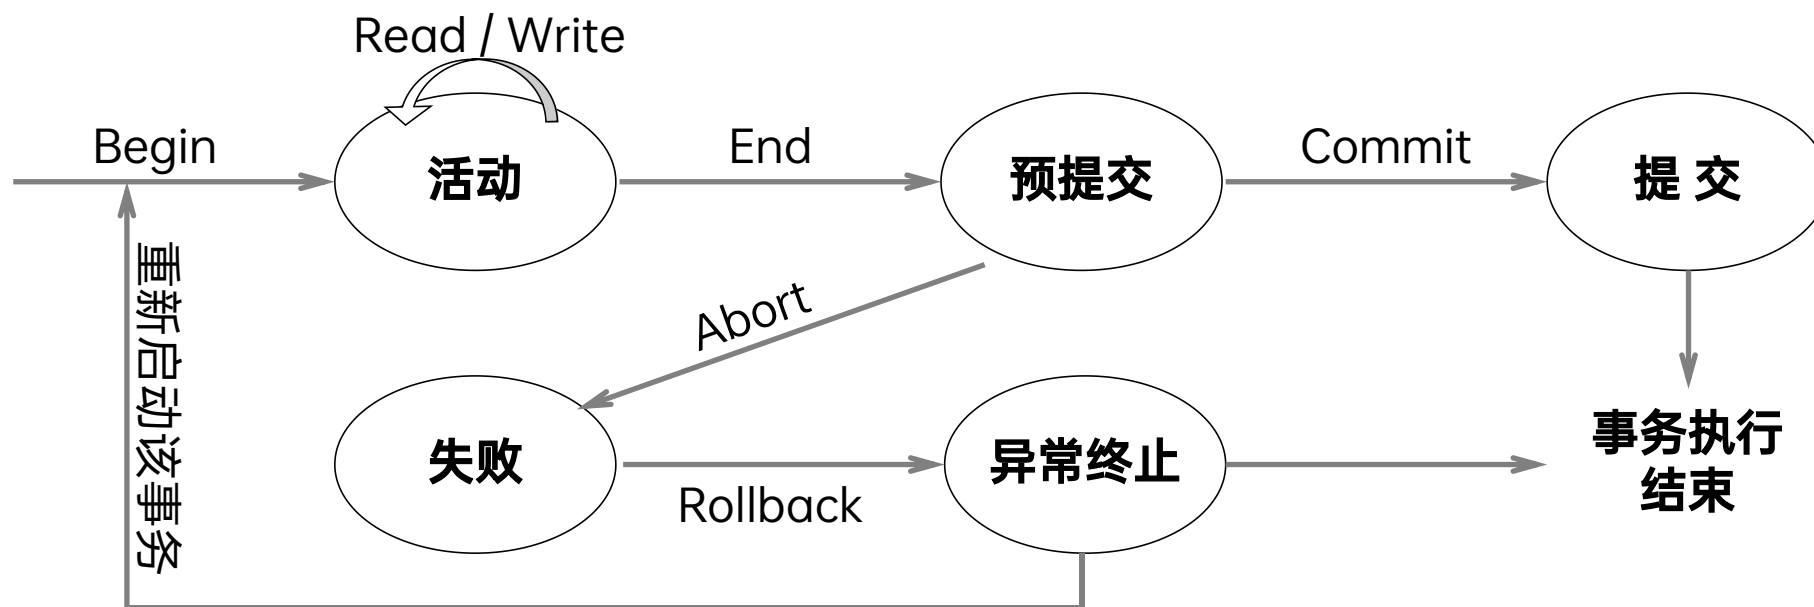 Read / Write
Begin
活动
End
预提交
Commit
提 交
重新启动该事务
Abort
失败
Rollback
异常终止
事务执行
结束